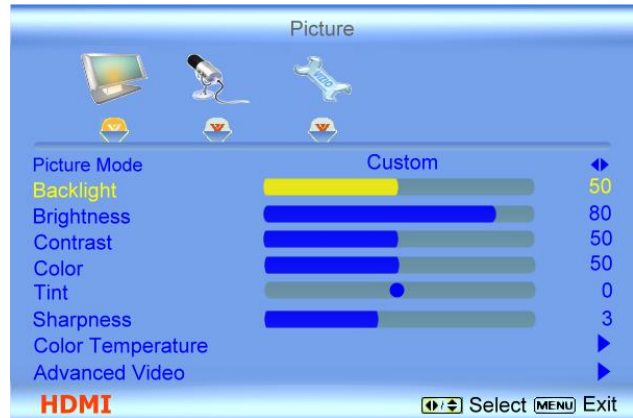 Picture
VIZIO
Picture Mode Custom
Backlight 50
Brightness 80
Contrast 50
Color 50
Tint 0
Sharpness 3
Color Temperature
Advanced Video
HDMI Select MENU Exit